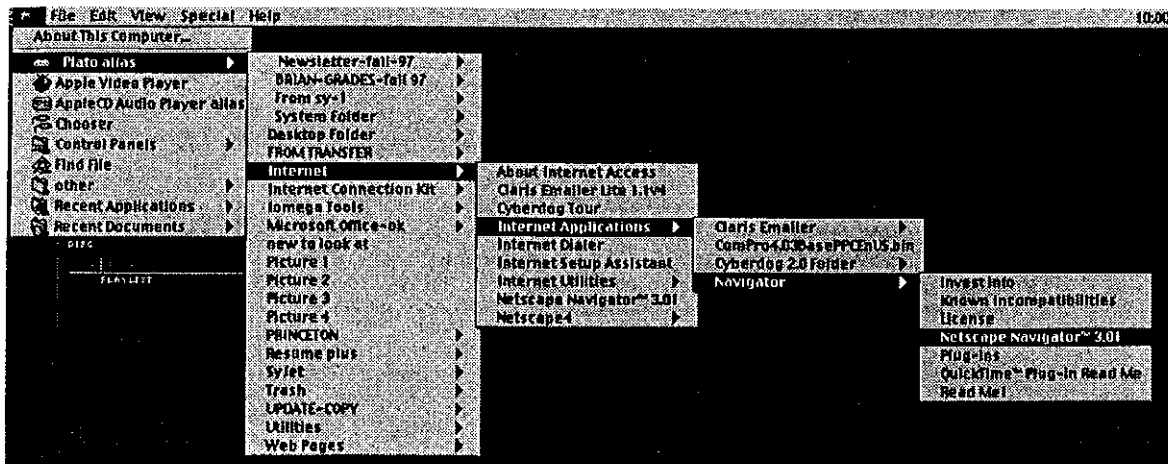 File Edit View Special Help 10:00
About This Computer...
Plato alias
Apple Video Player
AppleCD Audio Player alias
Chooser
Control Panels
Find File
other
Recent Applications
Recent Documents
DISC
PLAYLIST
Newsletter-fall-97
BRIAN-GRADES-fall 97
From sy-1
System Folder
Desktop Folder
FROM TRANSFER
Internet
Internet Connection Kit
Iomega Tools
Microsoft Office-ok
new to look at
Picture 1
Picture 2
Picture 3
Picture 4
PRINCETON
Resume plus
SyJet
Trash
UPDATE-COPY
Utilities
Web Pages
About Internet Access
Claris Emailer Lite 1.1v4
Cyberdog Tour
Internet Applications
Internet Dialer
Internet Setup Assistant
Internet Utilities
Netscape Navigator™ 3.01
Netscape4
Claris Emailer
ComPro4.03BasePPCEnUS.bin
Cyberdog 2.0 Folder
Navigator
Invest Info
Known Incompatibilities
License
Netscape Navigator™ 3.01
Plug-ins
QuickTime™ Plug-in Read Me
Read Me!